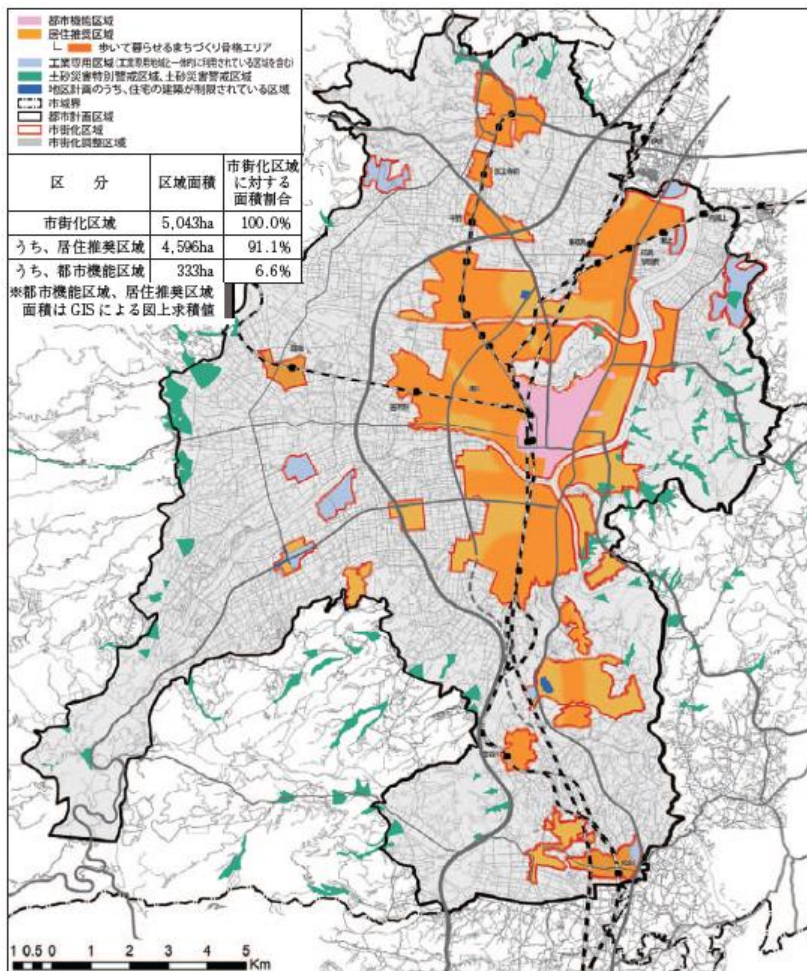 都市機能区域
居住推奨区域
歩いて暮らせるまちづくり骨格エリア
工業専用区域(工業専用地域と一体的に利用されている区域を含む)
土砂災害特別警戒区域、土砂災害警戒区域
地区計画のうち、住宅の建築が制限されている区域
市域界
都市計画区域
市街化区域
市街化調整区域
区 分 区域面積 市街化区域に対する面積割合
市街化区域 5,043ha 100.0%
うち、居住推奨区域 4,596ha 91.1%
うち、都市機能区域 333ha 6.6%
※都市機能区域、居住推奨区域
面積はGISによる図上求積値
1 0.5 0 1 2 3 4 5
Km